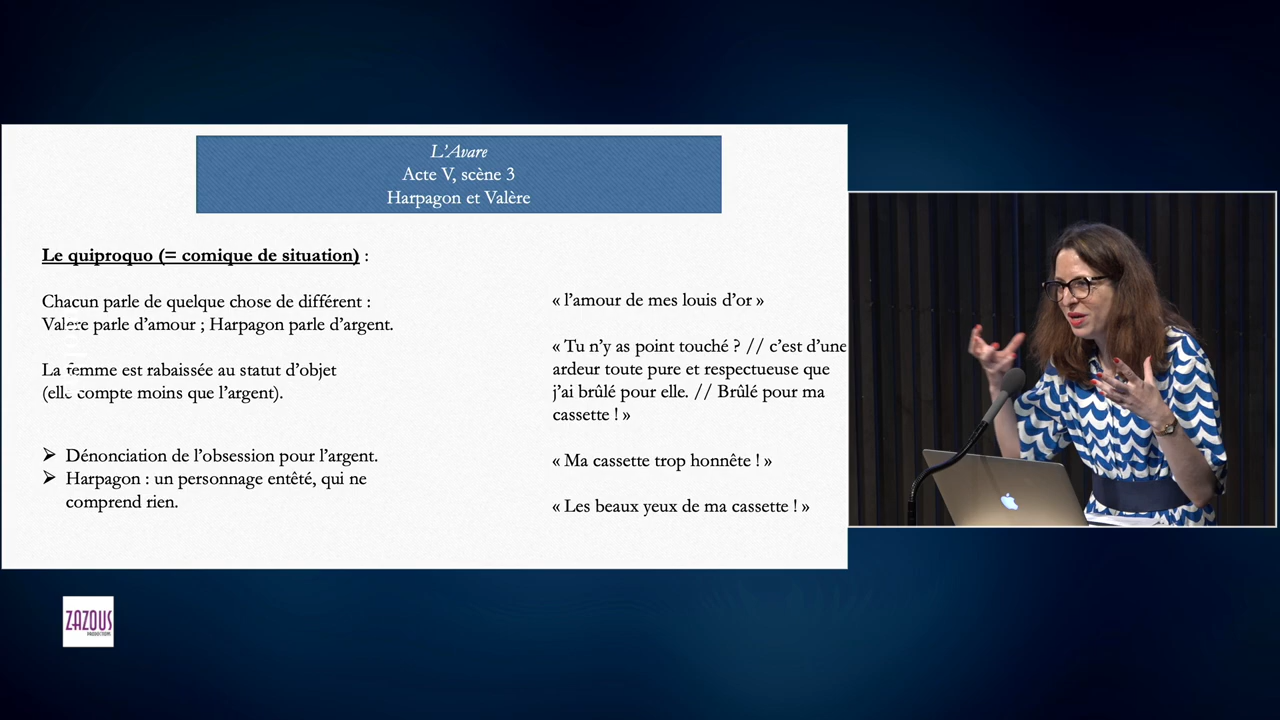 L'Avare
Acte V, scène 3
Harpagon et Valère
Le quiproquo (= comique de situation) :
Chacun parle de quelque chose de différent :
Valère parle d'amour ; Harpagon parle d'argent.
La femme est rabaissée au statut d'objet
(elle compte moins que l'argent).
➢ Dénonciation de l'obsession pour l'argent.
➢ Harpagon : un personnage entêté, qui ne
comprend rien.
« l'amour de mes louis d'or »
« Tu n'y as point touché ? // c'est d'une
ardeur toute pure et respectueuse que
j'ai brûlé pour elle. // Brûlé pour ma
cassette ! »
« Ma cassette trop honnête ! »
« Les beaux yeux de ma cassette ! »
ZAZOUS
PRODUCTIONS